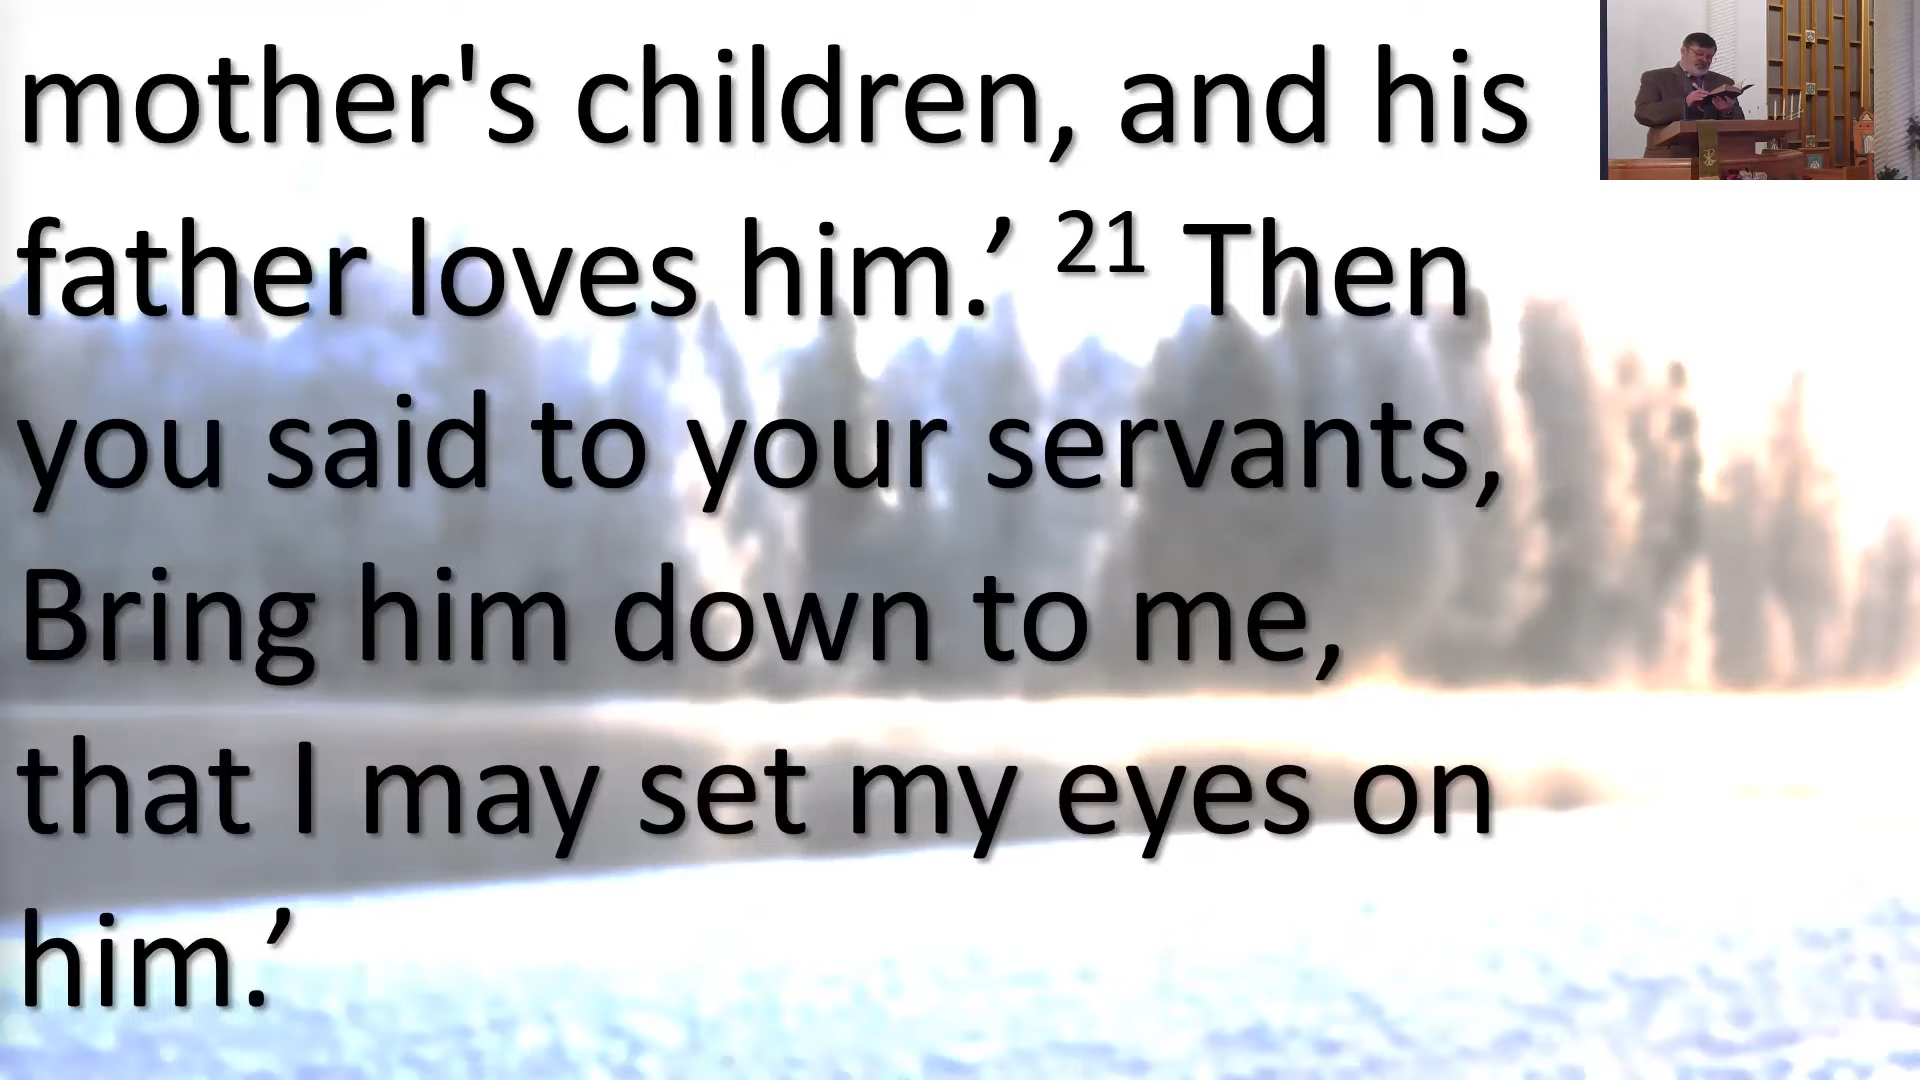 mother's children, and his
father loves him.’ 21 Then
you said to your servants,
Bring him down to me,
that I may set my eyes on
him.’